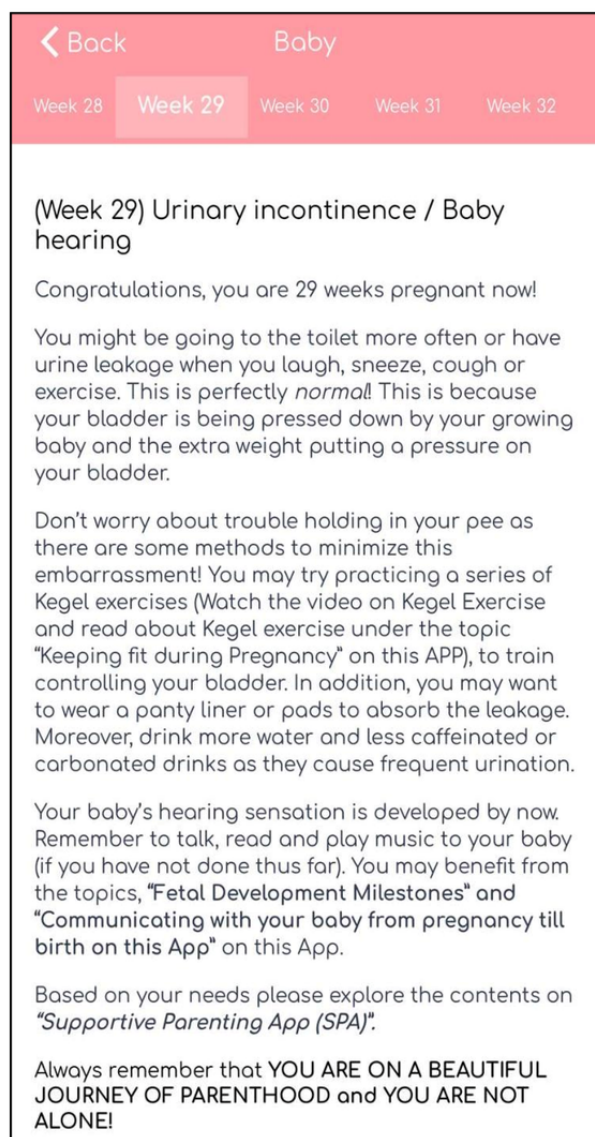 Back
Baby
Week 28 Week 29 Week 30 Week 31 Week 32
(Week 29) Urinary incontinence / Baby
hearing
Congratulations, you are 29 weeks pregnant now!
You might be going to the toilet more often or have
urine leakage when you laugh, sneeze, cough or
exercise. This is perfectly normal! This is because
your bladder is being pressed down by your growing
baby and the extra weight putting a pressure on
your bladder.
Don't worry about trouble holding in your pee as
there are some methods to minimize this
embarrassment! You may try practicing a series of
Kegel exercises (Watch the video on Kegel Exercise
and read about Kegel exercise under the topic
"Keeping fit during Pregnancy" on this APP), to train
controlling your bladder. In addition, you may want
to wear a panty liner or pads to absorb the leakage.
Moreover, drink more water and less caffeinated or
carbonated drinks as they cause frequent urination.
Your baby's hearing sensation is developed by now.
Remember to talk, read and play music to your baby
(if you have not done thus far). You may benefit from
the topics, "Fetal Development Milestones" and
"Communicating with your baby from pregnancy till
birth on this App" on this App.
Based on your needs please explore the contents on
"Supportive Parenting App (SPA)".
Always remember that YOU ARE ON A BEAUTIFUL
JOURNEY OF PARENTHOOD and YOU ARE NOT
ALONE!